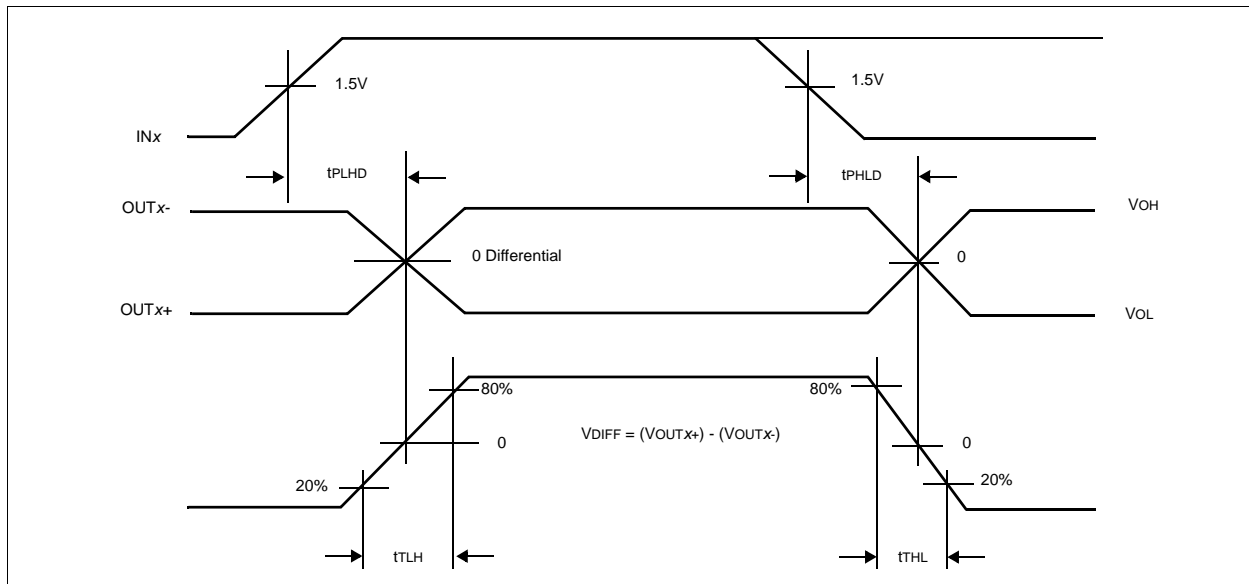 1.5V
1.5V
INx
tPLHD
tPHLD
OUTx-
VOH
0 Differential
0
OUTx+
VOL
80%
80%
VDIFF = (VOUTx+) - (VOUTx-)
0
0
20%
20%
tTLH
tTHL